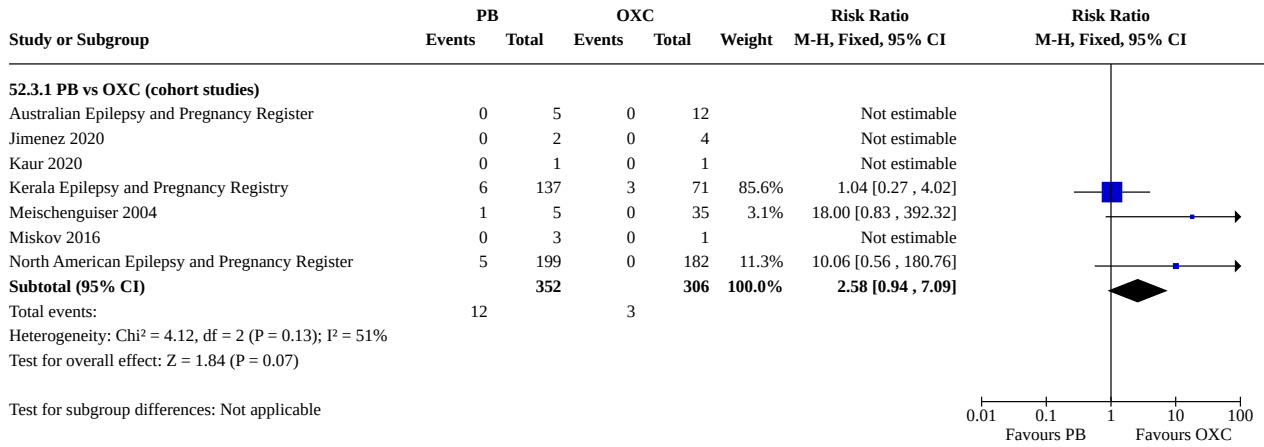 PB OXC Risk Ratio Risk Ratio
Study or Subgroup Events Total Events Total Weight M-H, Fixed, 95% CI M-H, Fixed, 95% CI
52.3.1 PB vs OXC (cohort studies)
Australian Epilepsy and Pregnancy Register 0 5 0 12 Not estimable
Jimenez 2020 0 2 0 4 Not estimable
Kaur 2020 0 1 0 1 Not estimable
Kerala Epilepsy and Pregnancy Registry 6 137 3 71 85.6% 1.04 [0.27 , 4.02]
Meischenguiser 2004 1 5 0 35 3.1% 18.00 [0.83 , 392.32]
Miskov 2016 0 3 0 1 Not estimable
North American Epilepsy and Pregnancy Register 5 199 0 182 11.3% 10.06 [0.56 , 180.76]
Subtotal (95% CI) 352 306 100.0% 2.58 [0.94 , 7.09]
Total events: 12 3
Heterogeneity: Chi² = 4.12, df = 2 (P = 0.13); I² = 51%
Test for overall effect: Z = 1.84 (P = 0.07)
Test for subgroup differences: Not applicable
0.01 0.1 1 10 100
Favours PB Favours OXC